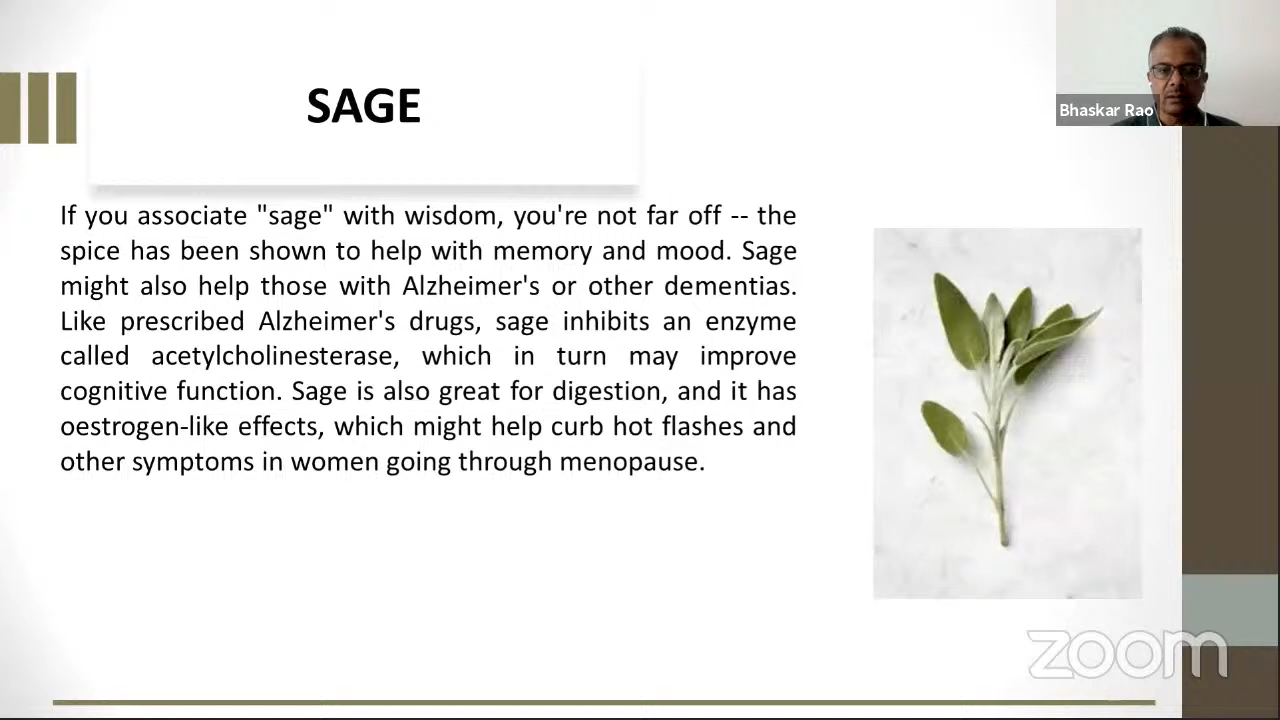 SAGE
Bhaskar Rao
If you associate "sage" with wisdom, you're not far off -- the
spice has been shown to help with memory and mood. Sage
might also help those with Alzheimer's or other dementias.
Like prescribed Alzheimer's drugs, sage inhibits an enzyme
called acetylcholinesterase, which in turn may improve
cognitive function. Sage is also great for digestion, and it has
oestrogen-like effects, which might help curb hot flashes and
other symptoms in women going through menopause.
zoom